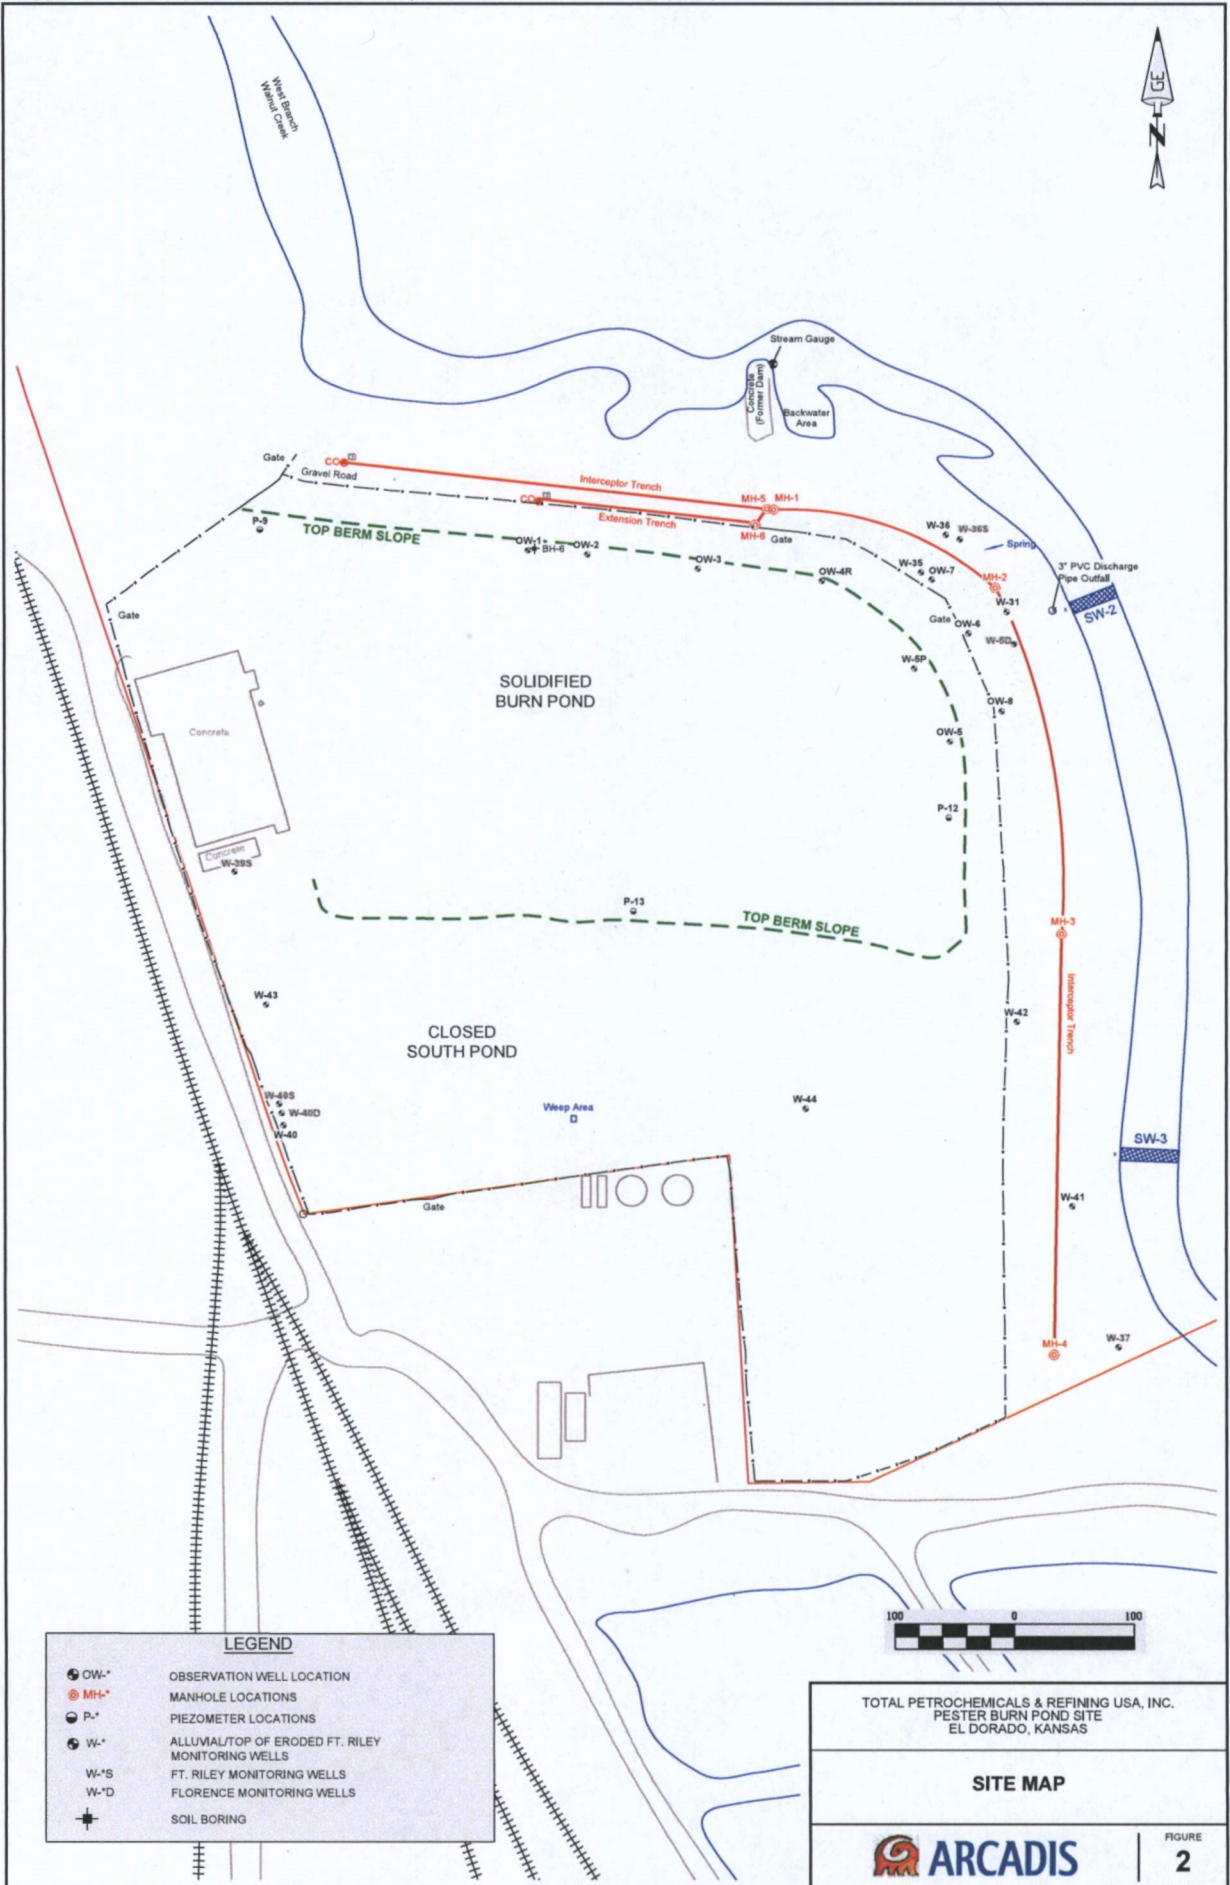 West Branch
Walnut Creek
GE
N
Stream Gauge
Concrete
(Former Dam)
Backwater
Area
Gate
CO
Gravel Road
Interceptor Trench
CO
Extension Trench
MH-5
MH-1
MH-6
Gate
P-9
TOP BERM SLOPE
OW-1
BH-6
OW-2
OW-3
OW-4R
W-36
W-36S
Spring
W-35
OW-7
MH-2
3" PVC Discharge
Pipe Outfall
W-31
SW-2
Gate
Gate
OW-6
W-5D
W-5P
SOLIDIFIED
BURN POND
OW-8
OW-5
Concrete
P-12
Concrete
W-39S
P-13
TOP BERM SLOPE
MH-3
Interceptor Trench
W-43
W-42
CLOSED
SOUTH POND
W-40S
W-40D
W-40
Weep Area
W-44
SW-3
Gate
W-41
MH-4
W-37
100 0 100
LEGEND
OW-* OBSERVATION WELL LOCATION
MH-* MANHOLE LOCATIONS
P-* PIEZOMETER LOCATIONS
W-* ALLUVIAL/TOP OF ERODED FT. RILEY
MONITORING WELLS
W-*S FT. RILEY MONITORING WELLS
W-*D FLORENCE MONITORING WELLS
SOIL BORING
TOTAL PETROCHEMICALS & REFINING USA, INC.
PESTER BURN POND SITE
EL DORADO, KANSAS
SITE MAP
ARCADIS
FIGURE
2